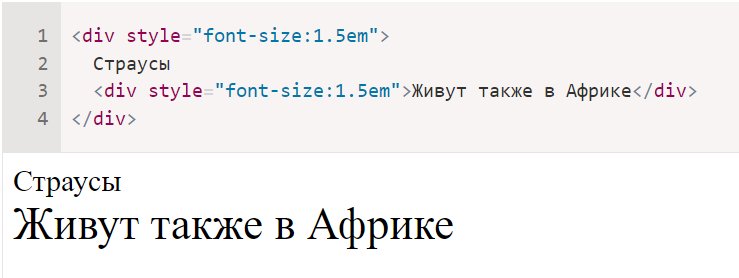 1 <div style="font-size:1.5em">
2 Страусы
3 <div style="font-size:1.5em">Живут также в Африке</div>
4 </div>
Страусы
Живут также в Африке